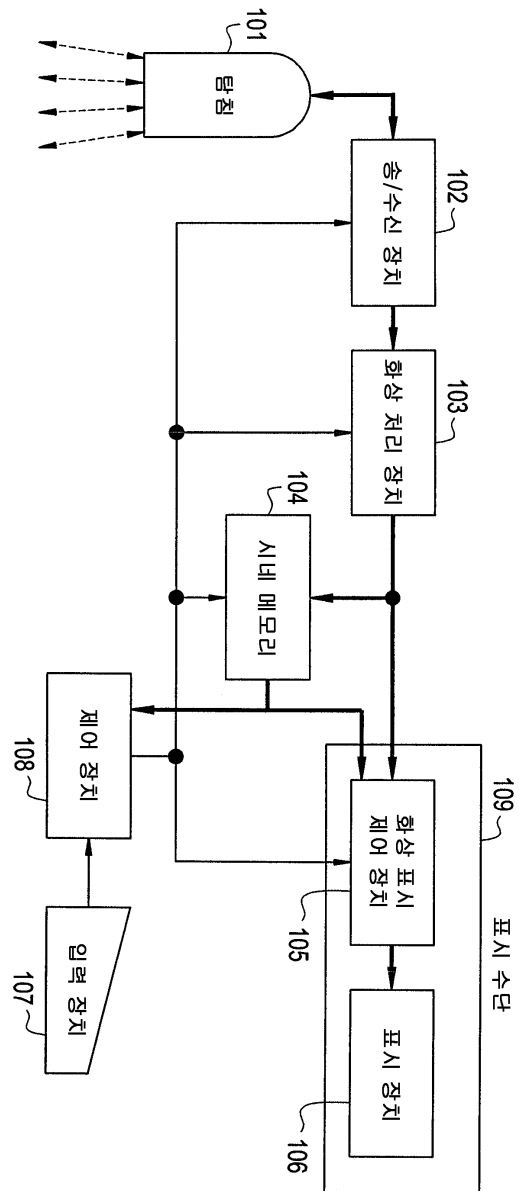 101
탐침
102
송/수신 장치
103
화상 처리 장치
104
시네 메모리
109
표시 수단
화상 표시
제어 장치
105
표시 장치
106
제어 장치
108
입력 장치
107